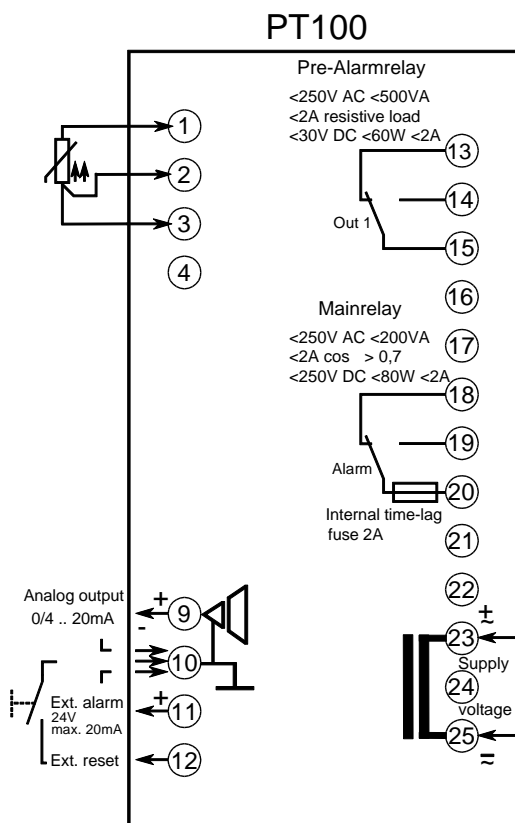 PT100
Pre-Alarmrelay
<250V AC <500VA
<2A resistive load
<30V DC <60W <2A
1
2
3
4
13
14
Out 1
15
16
Mainrelay
17
<250V AC <200VA
<2A cos > 0,7
<250V DC <80W <2A
18
19
Alarm
20
Internal time-lag
fuse 2A
21
22
Analog output
0/4 .. 20mA
+
-
9
10
Ext. alarm
24V
max. 20mA
+
11
Ext. reset
12
±
23
Supply
24
voltage
25